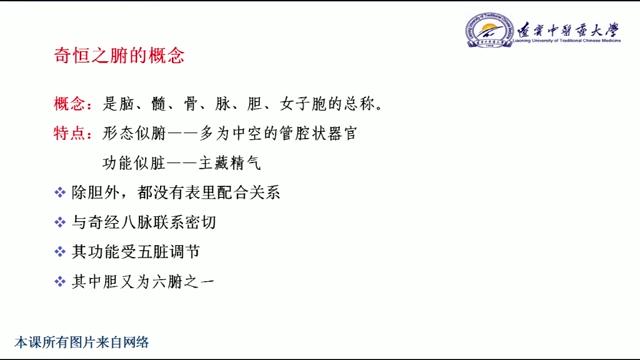 遼寧中醫藥大學
Liaoning University of Traditional Chinese Medicine
奇恒之腑的概念
概念：是脑、髓、骨、脉、胆、女子胞的总称。
特点：形态似腑——多为中空的管腔状器官
功能似脏——主藏精气
除胆外，都没有表里配合关系
与奇经八脉联系密切
其功能受五脏调节
其中胆又为六腑之一
本课所有图片来自网络